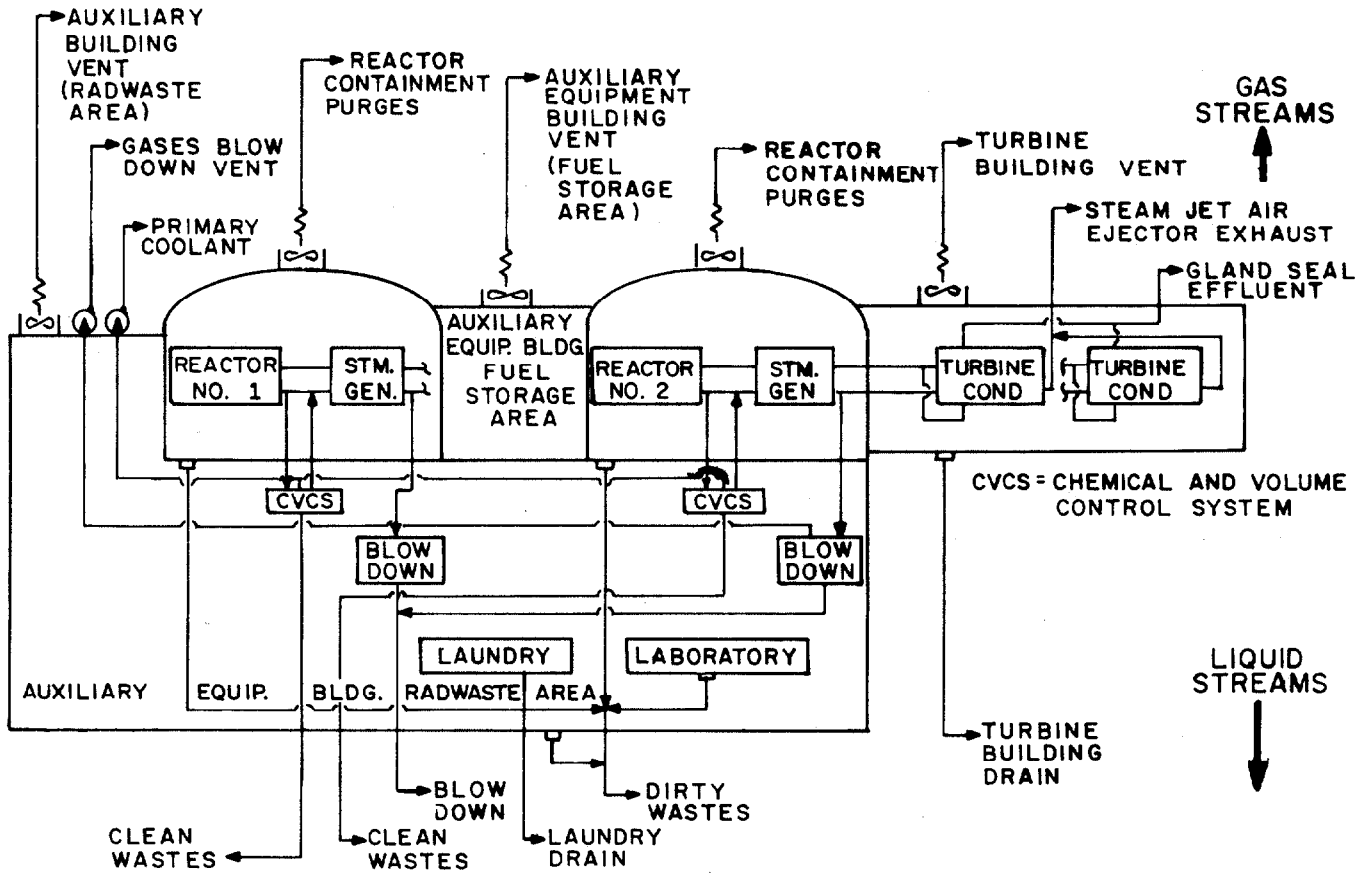 AUXILIARY
BUILDING
VENT
(RADWASTE
AREA)
GASES BLOW
DOWN VENT
PRIMARY
COOLANT
REACTOR
CONTAINMENT
PURGES
AUXILIARY
EQUIPMENT
BUILDING
VENT
(FUEL
STORAGE
AREA)
REACTOR
CONTAINMENT
PURGES
TURBINE
BUILDING VENT
GAS
STREAMS
STEAM JET AIR
EJECTOR EXHAUST
GLAND SEAL
EFFLUENT
REACTOR
NO. 1
STM.
GEN.
AUXILIARY
EQUIP. BLDG
FUEL
STORAGE
AREA
REACTOR
NO. 2
STM.
GEN
TURBINE
COND
TURBINE
COND
CVCS
CVCS
CVCS = CHEMICAL AND VOLUME
CONTROL SYSTEM
BLOW
DOWN
BLOW
DOWN
LAUNDRY
LABORATORY
AUXILIARY EQUIP. BLDG. RADWASTE AREA
LIQUID
STREAMS
TURBINE
BUILDING
DRAIN
BLOW
DOWN
DIRTY
WASTES
CLEAN
WASTES
CLEAN
WASTES
LAUNDRY
DRAIN